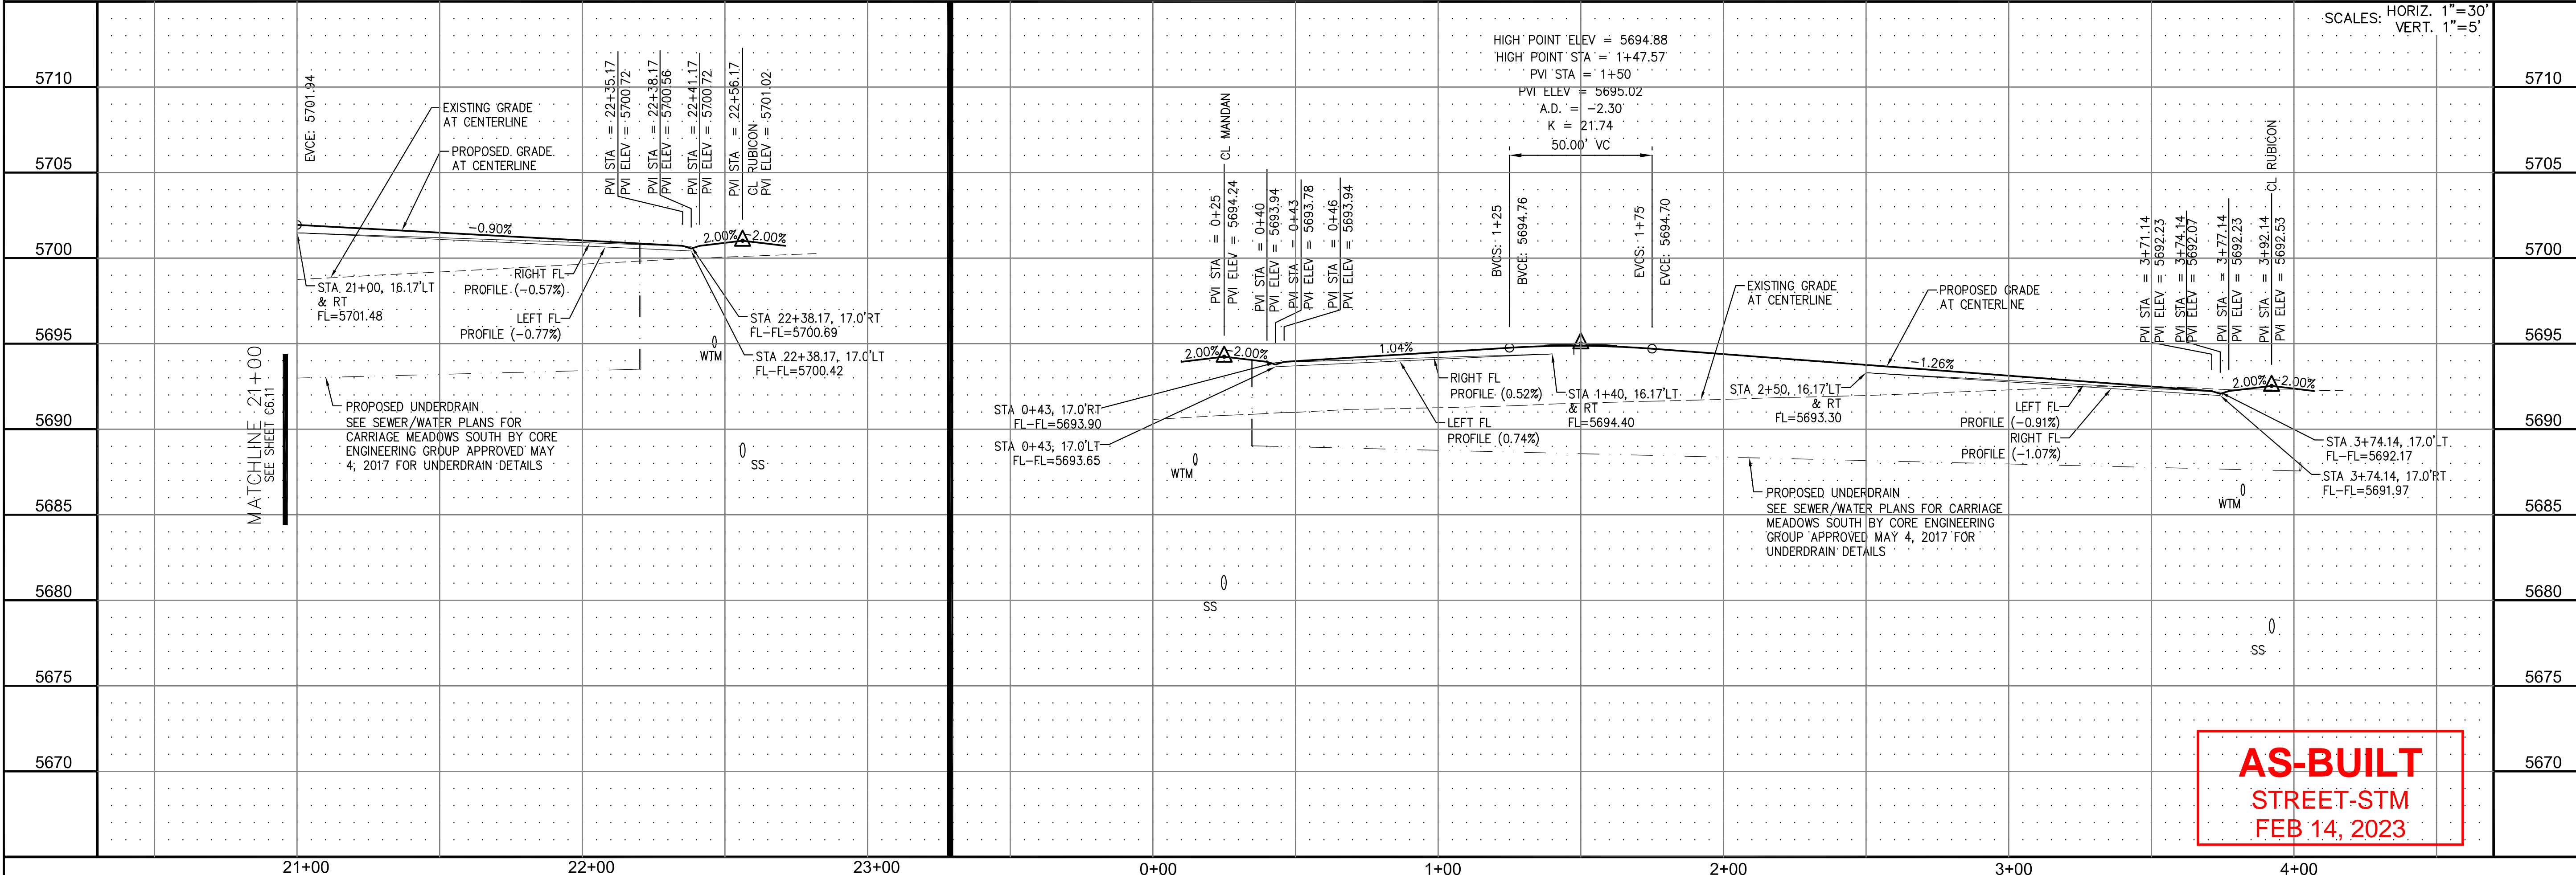 SCALES: HORIZ. 1"=30'
VERT. 1"=5'
5710
5705
5700
5695
5690
5685
5680
5675
5670
MATCHLINE 21+00
SEE SHEET C6.11
EVCE: 5701.94
EXISTING GRADE
AT CENTERLINE
PROPOSED GRADE
AT CENTERLINE
PVI STA = 22+35.17
PVI ELEV = 5700.72
PVI STA = 22+38.17
PVI ELEV = 5700.56
PVI STA = 22+41.17
PVI ELEV = 5700.72
PVI STA = 22+56.17
CL RUBICON
PVI ELEV = 5701.02
-0.90%
2.00%
-2.00%
STA 21+00, 16.17'LT
& RT
FL=5701.48
RIGHT FL
PROFILE (-0.57%)
LEFT FL
PROFILE (-0.77%)
STA 22+38.17, 17.0'RT
FL-FL=5700.69
STA 22+38.17, 17.0'LT
FL-FL=5700.42
WTM
SS
PROPOSED UNDERDRAIN
SEE SEWER/WATER PLANS FOR
CARRIAGE MEADOWS SOUTH BY CORE
ENGINEERING GROUP APPROVED MAY
4, 2017 FOR UNDERDRAIN DETAILS
HIGH POINT ELEV = 5694.88
HIGH POINT STA = 1+47.57
PVI STA = 1+50
PVI ELEV = 5695.02
A.D. = -2.30
K = 21.74
50.00' VC
PVI STA = 0+25
CL MANDAN
PVI ELEV = 5694.24
PVI STA = 0+40
PVI ELEV = 5693.94
PVI STA = 0+43
PVI ELEV = 5693.78
PVI STA = 0+46
PVI ELEV = 5693.94
BVCS: 1+25
BVCE: 5694.76
EVCS: 1+75
EVCE: 5694.70
2.00%
-2.00%
1.04%
-1.26%
STA 0+43, 17.0'RT
FL-FL=5693.90
STA 0+43, 17.0'LT
FL-FL=5693.65
RIGHT FL
PROFILE (0.52%)
LEFT FL
PROFILE (0.74%)
STA 1+40, 16.17'LT
& RT
FL=5694.40
EXISTING GRADE
AT CENTERLINE
PROPOSED GRADE
AT CENTERLINE
STA 2+50, 16.17'LT
& RT
FL=5693.30
LEFT FL
PROFILE (-0.91%)
RIGHT FL
PROFILE (-1.07%)
PVI STA = 3+71.14
PVI ELEV = 5692.23
PVI STA = 3+74.14
PVI ELEV = 5692.07
PVI STA = 3+77.14
PVI ELEV = 5692.23
PVI STA = 3+92.14
CL RUBICON
PVI ELEV = 5692.53
2.00%
-2.00%
STA 3+74.14, 17.0'LT
FL-FL=5692.17
STA 3+74.14, 17.0'RT
FL-FL=5691.97
WTM
SS
PROPOSED UNDERDRAIN
SEE SEWER/WATER PLANS FOR CARRIAGE
MEADOWS SOUTH BY CORE ENGINEERING
GROUP APPROVED MAY 4, 2017 FOR
UNDERDRAIN DETAILS
WTM
SS
5710
5705
5700
5695
5690
5685
5680
5675
5670
AS-BUILT
STREET-STM
FEB 14, 2023
21+00
22+00
23+00
0+00
1+00
2+00
3+00
4+00